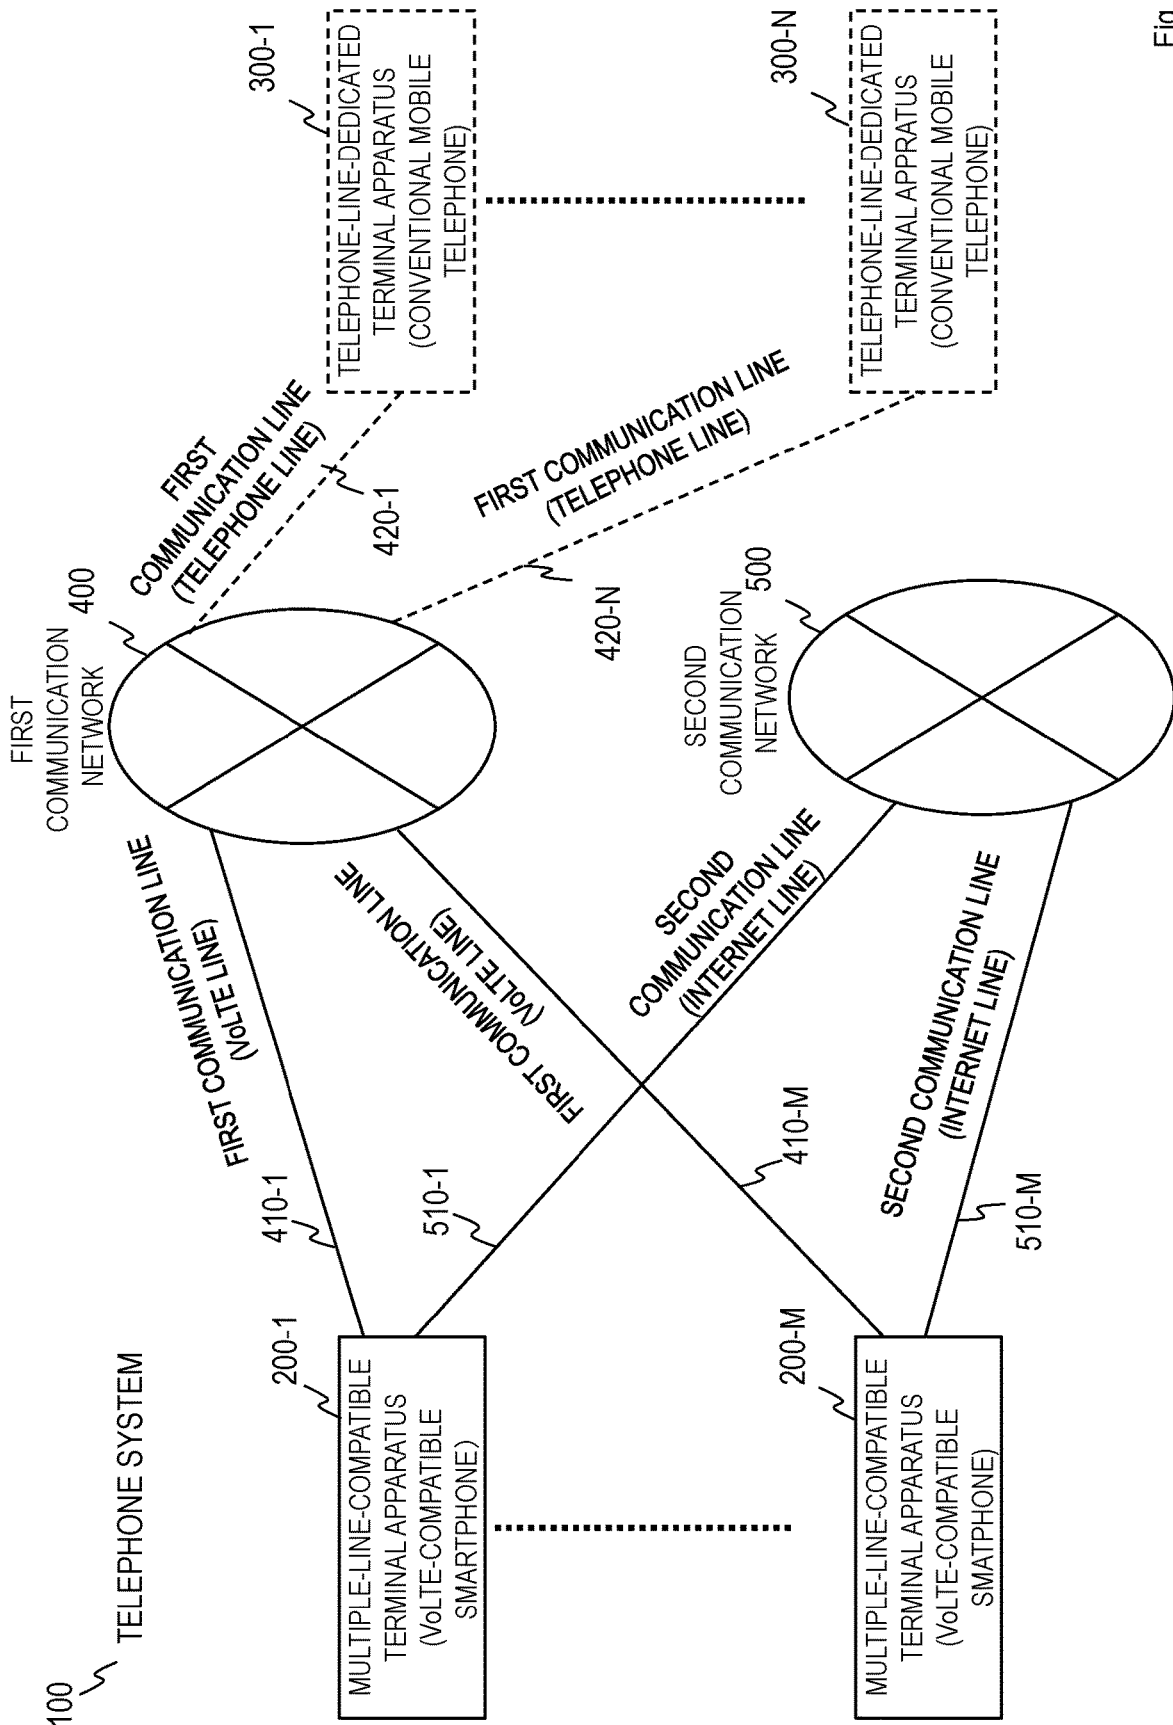 100
TELEPHONE SYSTEM
FIRST
COMMUNICATION
NETWORK
400
200-1
MULTIPLE-LINE-COMPATIBLE
TERMINAL APPARATUS
(VoLTE-COMPATIBLE
SMARTPHONE)
410-1
FIRST COMMUNICATION LINE
(VoLTE LINE)
510-1
FIRST COMMUNICATION LINE
(VoLTE LINE)
FIRST
COMMUNICATION LINE
(TELEPHONE LINE)
420-1
300-1
TELEPHONE-LINE-DEDICATED
TERMINAL APPARATUS
(CONVENTIONAL MOBILE
TELEPHONE)
FIRST COMMUNICATION LINE
(TELEPHONE LINE)
420-N
SECOND
COMMUNICATION
NETWORK
500
SECOND
COMMUNICATION LINE
(INTERNET LINE)
410-M
200-M
MULTIPLE-LINE-COMPATIBLE
TERMINAL APPARATUS
(VoLTE-COMPATIBLE
SMATPHONE)
SECOND COMMUNICATION LINE
(INTERNET LINE)
510-M
300-N
TELEPHONE-LINE-DEDICATED
TERMINAL APPRATUS
(CONVENTIONAL MOBILE
TELEPHONE)
Fig